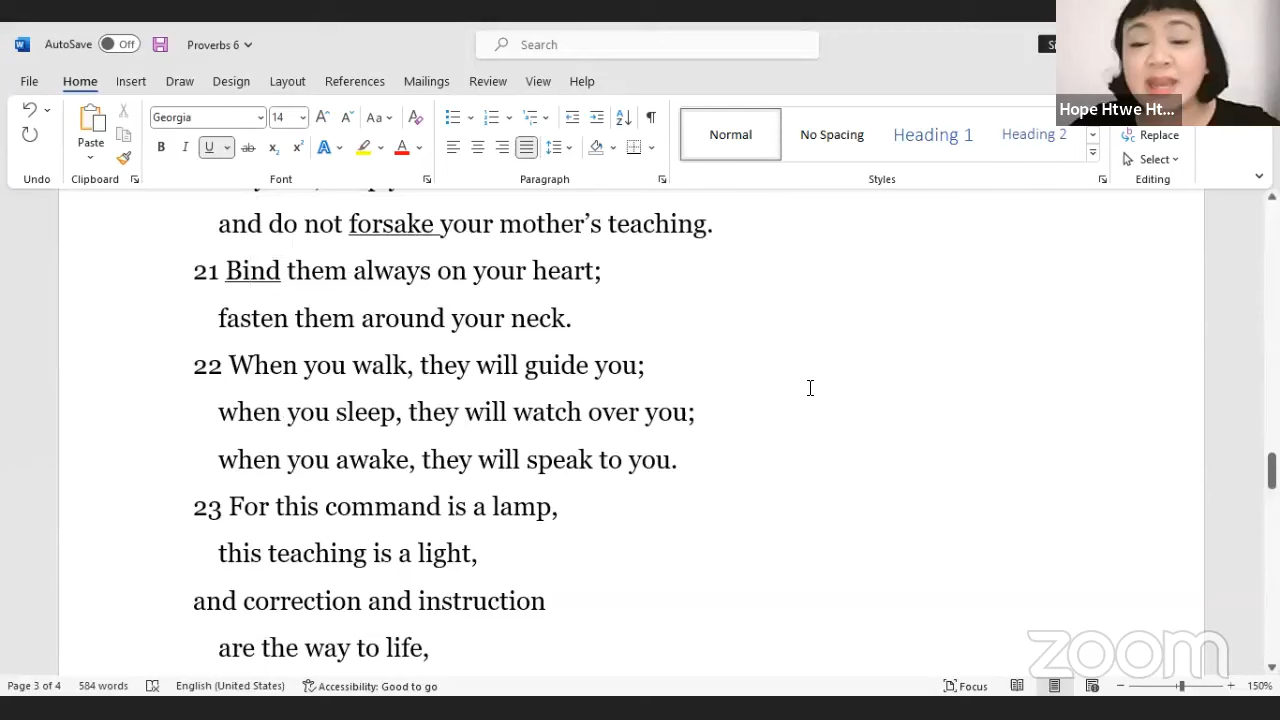 AutoSave Off Proverbs 6 Search
Hope Htwe Ht...
File Home Insert Draw Design Layout References Mailings Review View Help
Georgia 14 Aa
Paste
Normal No Spacing Heading 1 Heading 2
Replace
Select
Undo Clipboard Font Paragraph Styles Editing
and do not forsake your mother’s teaching.
21 Bind them always on your heart;
fasten them around your neck.
22 When you walk, they will guide you;
when you sleep, they will watch over you;
when you awake, they will speak to you.
23 For this command is a lamp,
this teaching is a light,
and correction and instruction
are the way to life,
zoom
Page 3 of 4 584 words English (United States) Accessibility: Good to go Focus 150%